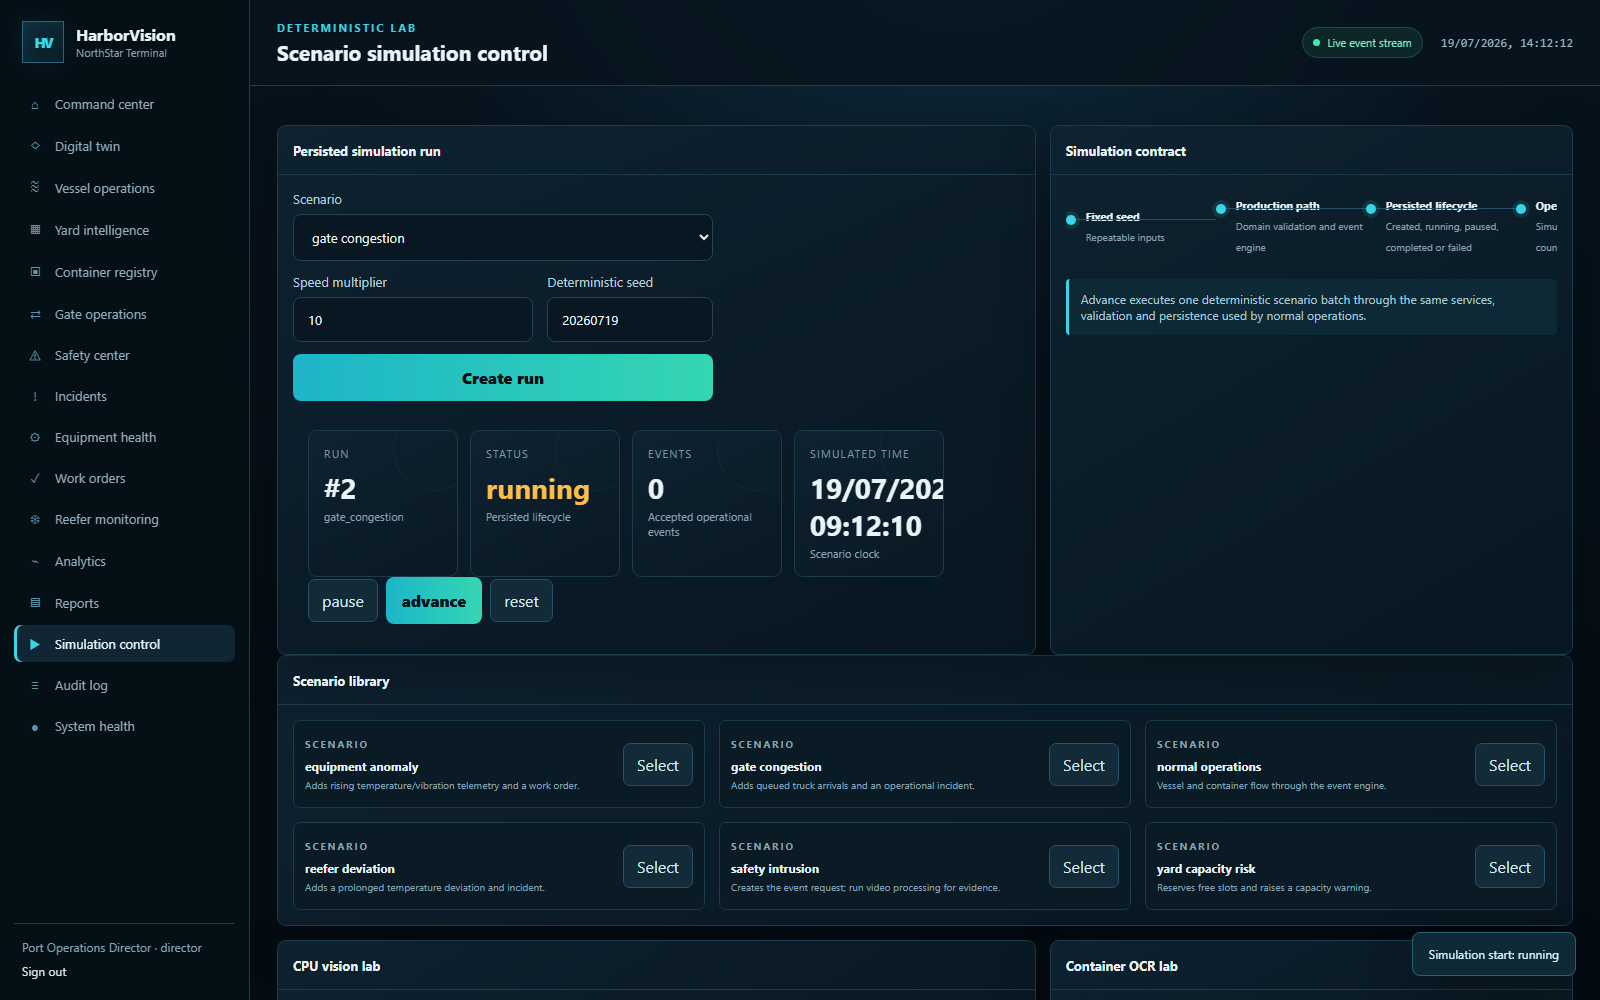 HV
HarborVision
NorthStar Terminal
Command center
Digital twin
Vessel operations
Yard intelligence
Container registry
Gate operations
Safety center
Incidents
Equipment health
Work orders
Reefer monitoring
Analytics
Reports
Simulation control
Audit log
System health
Port Operations Director · director
Sign out
DETERMINISTIC LAB
Scenario simulation control
Live event stream
19/07/2026, 14:12:12
Persisted simulation run
Scenario
gate congestion
Speed multiplier
Deterministic seed
10
20260719
Create run
RUN
#2
gate_congestion
STATUS
running
Persisted lifecycle
EVENTS
0
Accepted operational
events
SIMULATED TIME
19/07/202
09:12:10
Scenario clock
pause
advance
reset
Simulation contract
Fixed seed
Repeatable inputs
Production path
Domain validation and event
engine
Persisted lifecycle
Created, running, paused,
completed or failed
Ope
Simu
coun
Advance executes one deterministic scenario batch through the same services,
validation and persistence used by normal operations.
Scenario library
SCENARIO
equipment anomaly
Adds rising temperature/vibration telemetry and a work order.
Select
SCENARIO
gate congestion
Adds queued truck arrivals and an operational incident.
Select
SCENARIO
normal operations
Vessel and container flow through the event engine.
Select
SCENARIO
reefer deviation
Adds a prolonged temperature deviation and incident.
Select
SCENARIO
safety intrusion
Creates the event request; run video processing for evidence.
Select
SCENARIO
yard capacity risk
Reserves free slots and raises a capacity warning.
Select
CPU vision lab
Container OCR lab
Simulation start: running